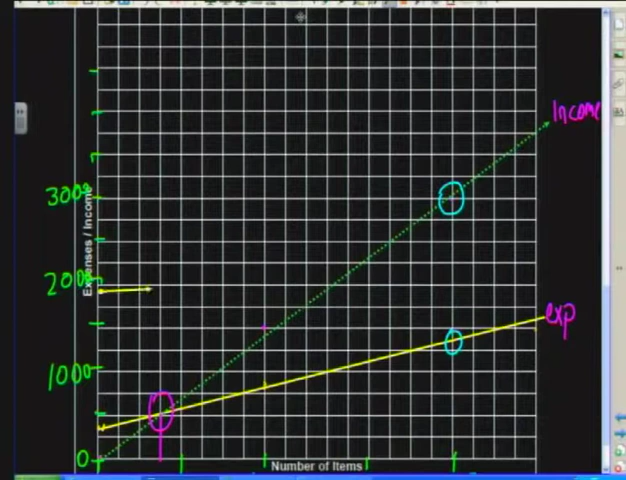 Income
3000
Expenses / Income
2000
exp
1000
0
Number of Items